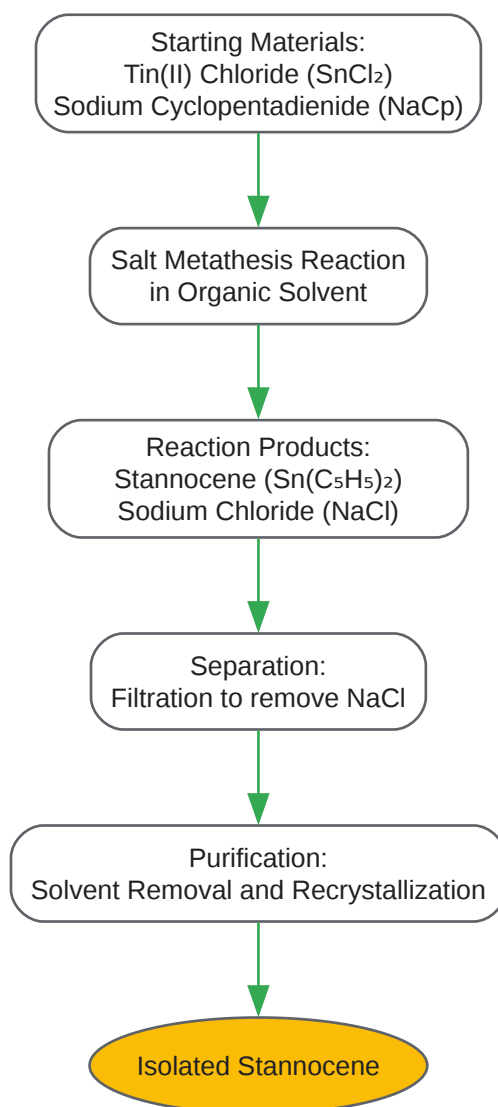 Starting Materials:
Tin(II) Chloride (SnCl₂)
Sodium Cyclopentadienide (NaCp)
Salt Metathesis Reaction
in Organic Solvent
Reaction Products:
Stannocene (Sn(C₅H₅)₂)
Sodium Chloride (NaCl)
Separation:
Filtration to remove NaCl
Purification:
Solvent Removal and Recrystallization
Isolated Stannocene